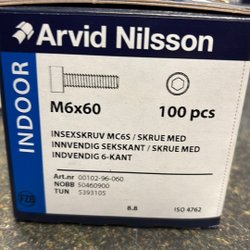 Arvid Nilsson
INDOOR
M6x60
100 pcs
INSEXSKRUV MC6S / SKRUE MED
INNVENDIG SEKSKANT / SKRUE MED
INDVENDIG 6-KANT
Art.nr 00102-96-060
NOBB 50460900
TUN 5393105
FZB
8.8
ISO 4762